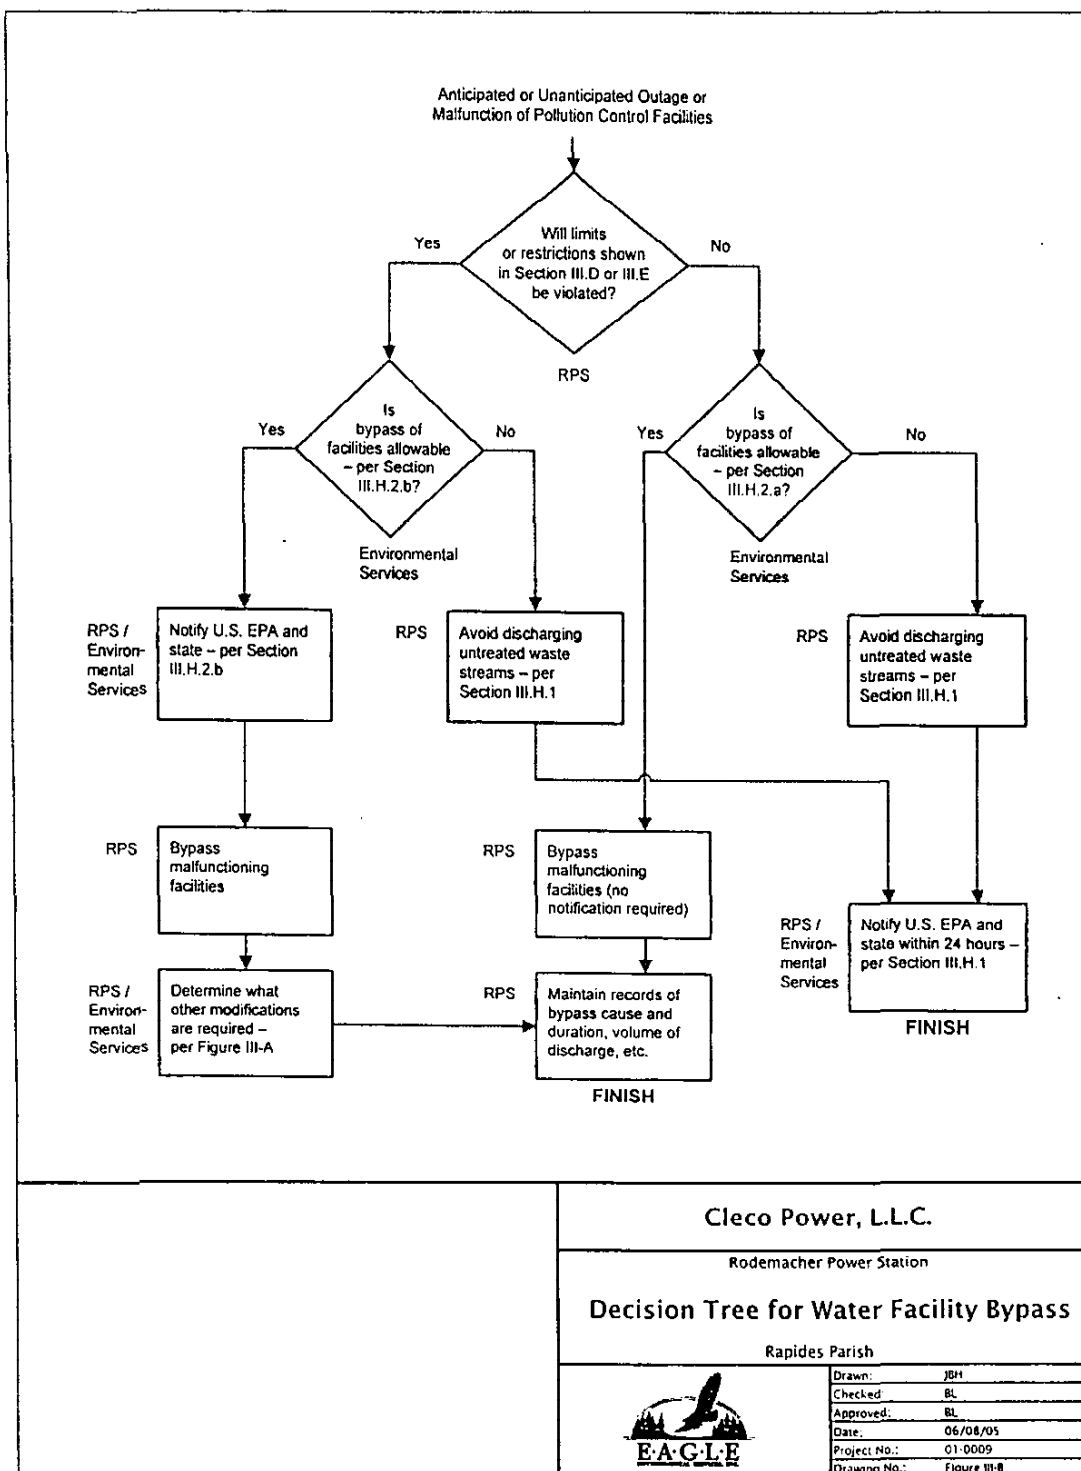 Anticipated or Unanticipated Outage or
Malfunction of Pollution Control Facilities
Will limits
or restrictions shown
in Section III.D or III.E
be violated?
Yes
No
RPS
Is
bypass of
facilities allowable
– per Section
III.H.2.b?
Yes
No
Environmental
Services
Is
bypass of
facilities allowable
– per Section
III.H.2.a?
Yes
No
Environmental
Services
RPS /
Environ-
mental
Services
Notify U.S. EPA and
state – per Section
III.H.2.b
RPS
Avoid discharging
untreated waste
streams – per
Section III.H.1
RPS
Avoid discharging
untreated waste
streams – per
Section III.H.1
RPS
Bypass
malfunctioning
facilities
RPS
Bypass
malfunctioning
facilities (no
notification required)
RPS /
Environ-
mental
Services
Notify U.S. EPA and
state within 24 hours –
per Section III.H.1
FINISH
RPS /
Environ-
mental
Services
Determine what
other modifications
are required –
per Figure III-A
RPS
Maintain records of
bypass cause and
duration, volume of
discharge, etc.
FINISH
Cleco Power, L.L.C.
Rodemacher Power Station
Decision Tree for Water Facility Bypass
Rapides Parish
E·A·G·L·E
ENVIRONMENTAL SERVICES, INC.
Drawn: JBH
Checked: BL
Approved: BL
Date: 06/08/05
Project No.: 01-0009
Drawing No.: Figure III-B